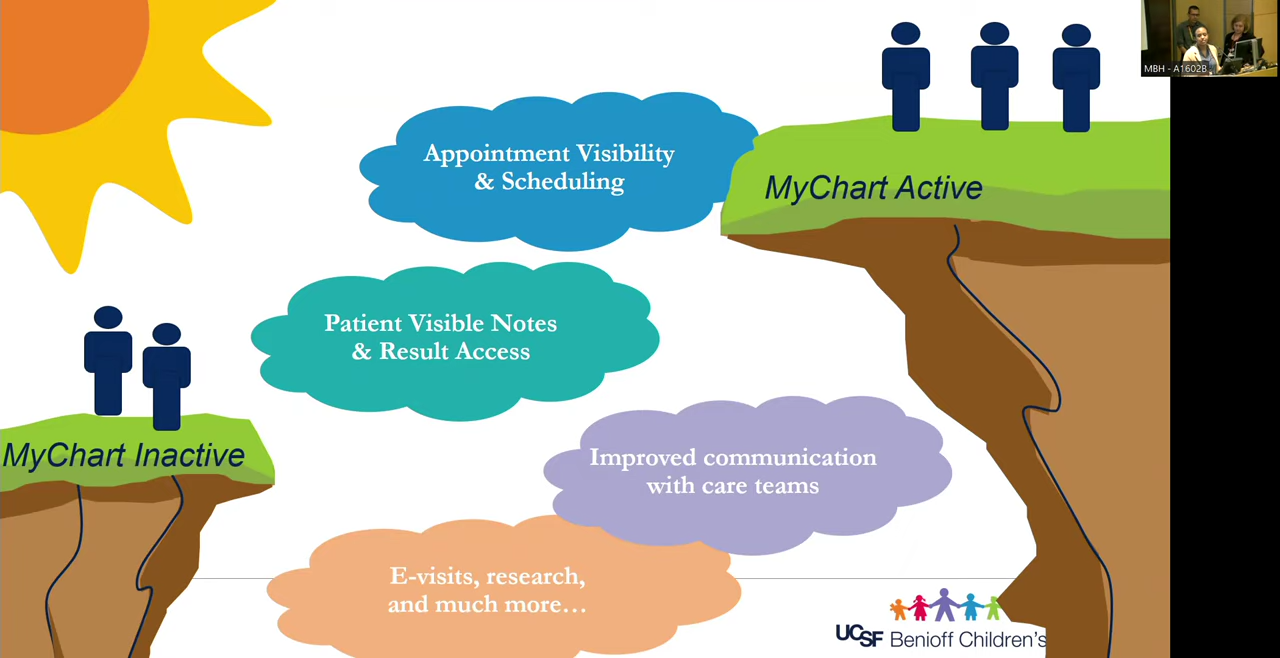 MBH - A1602B
Appointment Visibility
& Scheduling
MyChart Active
Patient Visible Notes
& Result Access
MyChart Inactive
Improved communication
with care teams
E-visits, research,
and much more...
UCSF Benioff Children's